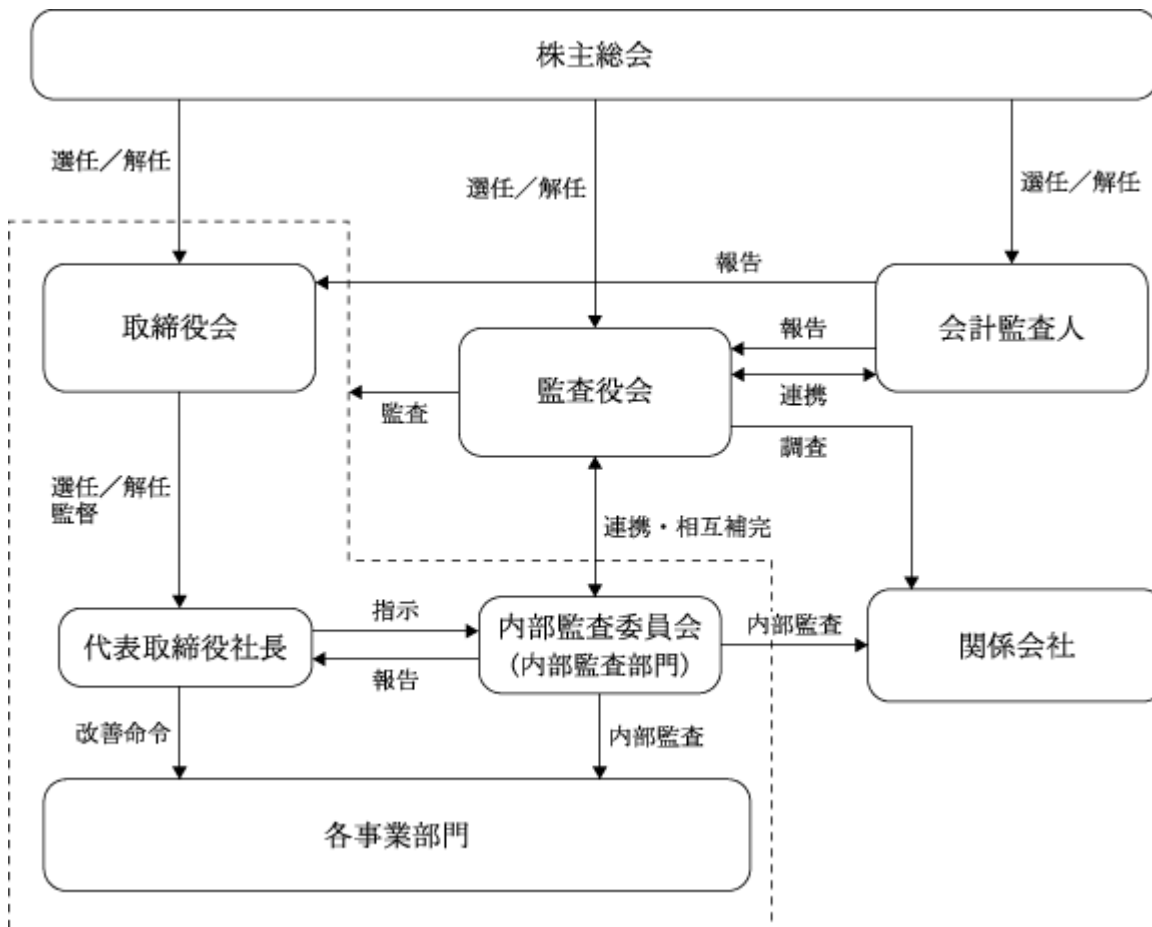 株主総会
選任／解任
選任／解任
選任／解任
報告
取締役会
会計監査人
報告
監査役会
連携
監査
調査
選任／解任
監督
連携・相互補完
指示
内部監査委員会
内部監査
代表取締役社長
関係会社
(内部監査部門)
報告
改善命令
内部監査
各事業部門